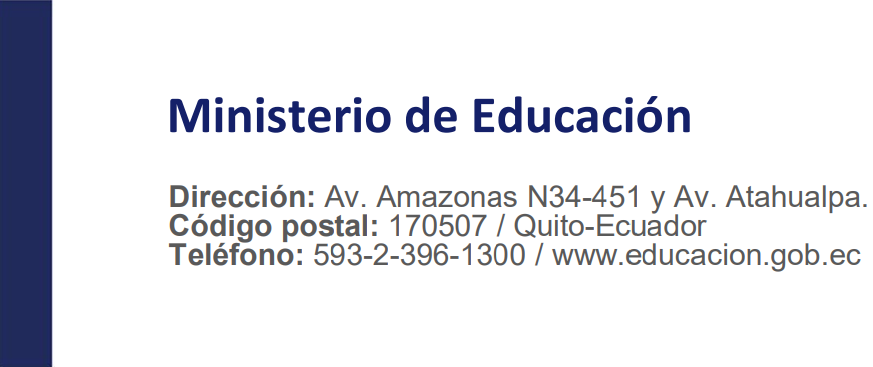 Ministerio de Educación
Dirección: Av. Amazonas N34-451 y Av. Atahualpa.
Código postal: 170507 / Quito-Ecuador
Teléfono: 593-2-396-1300 / www.educacion.gob.ec